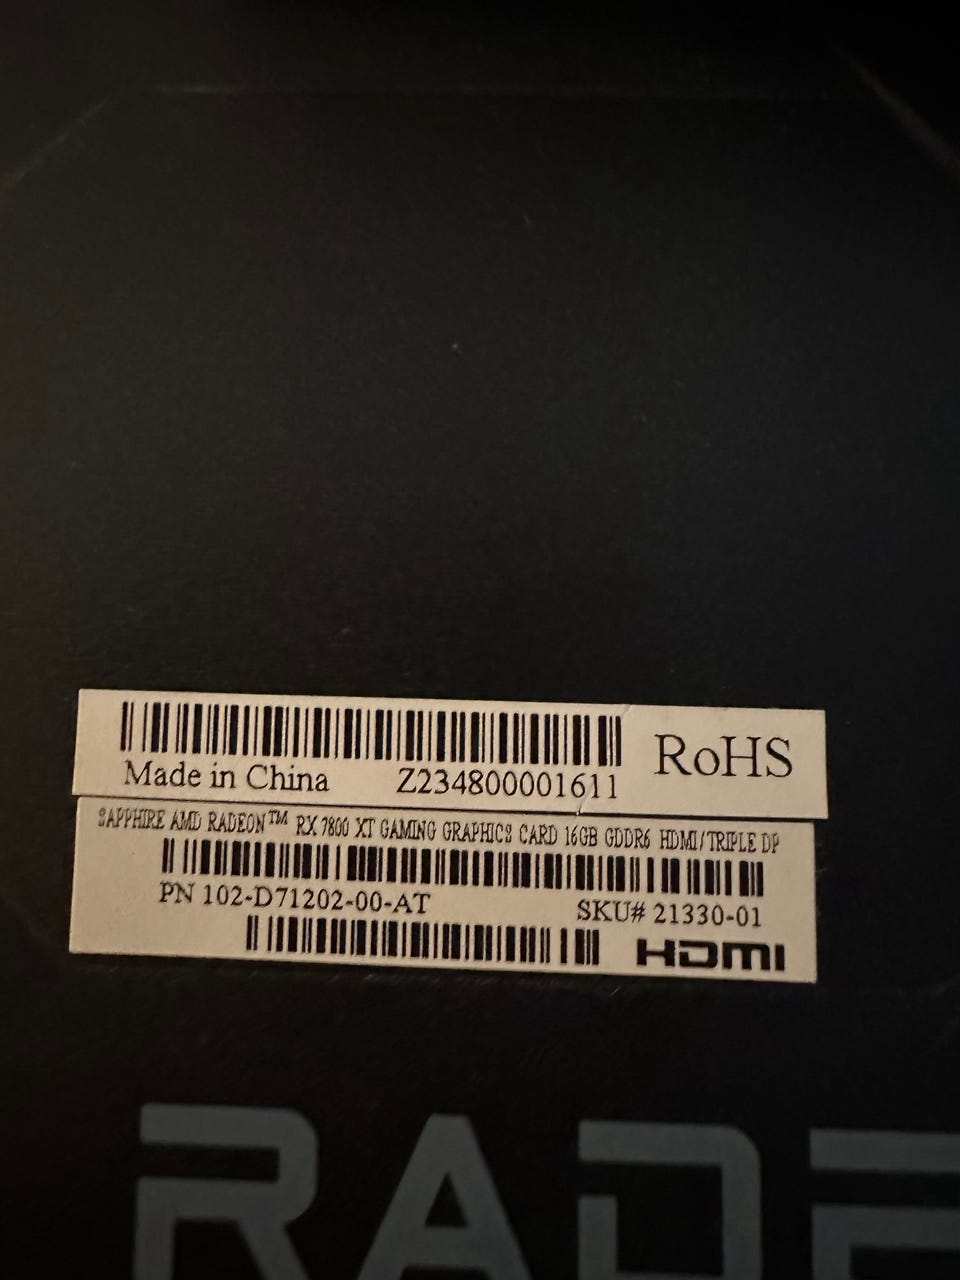 RoHS
Made in China Z234800001611
SAPPHIRE AMD RADEON™ RX 7800 XT GAMING GRAPHICS CARD 16GB GDDR6 HDMI/TRIPLE DP
PN 102-D71202-00-AT SKU# 21330-01
HDMI
RADE